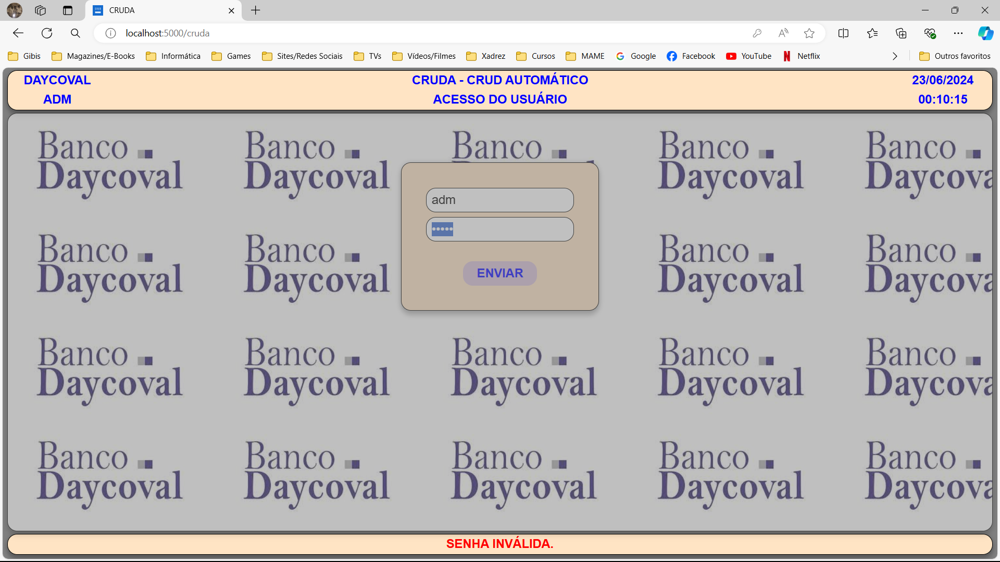 CRUDA
localhost:5000/cruda
Gibis Magazines/E-Books Informática Games Sites/Redes Sociais TVs Vídeos/Filmes Xadrez Cursos MAME Google Facebook YouTube Netflix Outros favoritos
DAYCOVAL CRUDA - CRUD AUTOMÁTICO 23/06/2024
ADM ACESSO DO USUÁRIO 00:10:15
Banco Banco Banco Banco Banco
Daycoval Daycoval Daycoval Daycova
adm
•••••
Banco Banco Banco Banco
Daycoval Daycoval Daycoval Daycova
ENVIAR
Banco Banco Banco Banco Banco
Daycoval Daycoval Daycoval Daycoval Daycova
Banco Banco Banco Banco Banco
Daycoval Daycoval Daycoval Daycoval Daycova
SENHA INVÁLIDA.